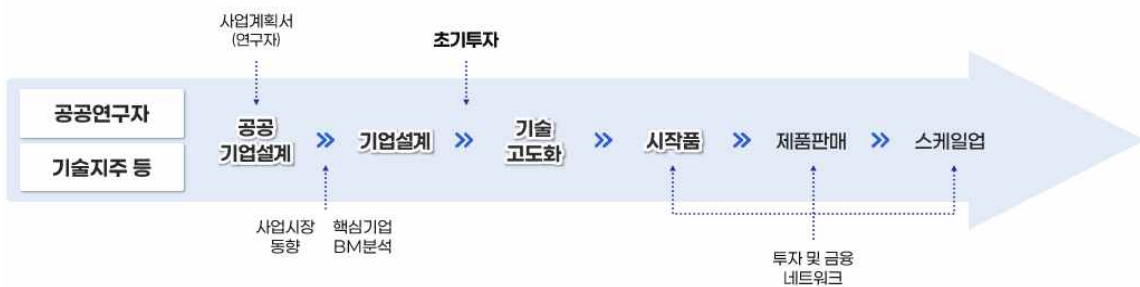 사업계획서
(연구자)
초기투자
공공연구자
기술지주 등
공공
기업설계
»
기업설계
»
기술
고도화
»
시작품
»
제품판매
»
스케일업
사업시장
동향
핵심기업
BM분석
투자 및 금융
네트워크